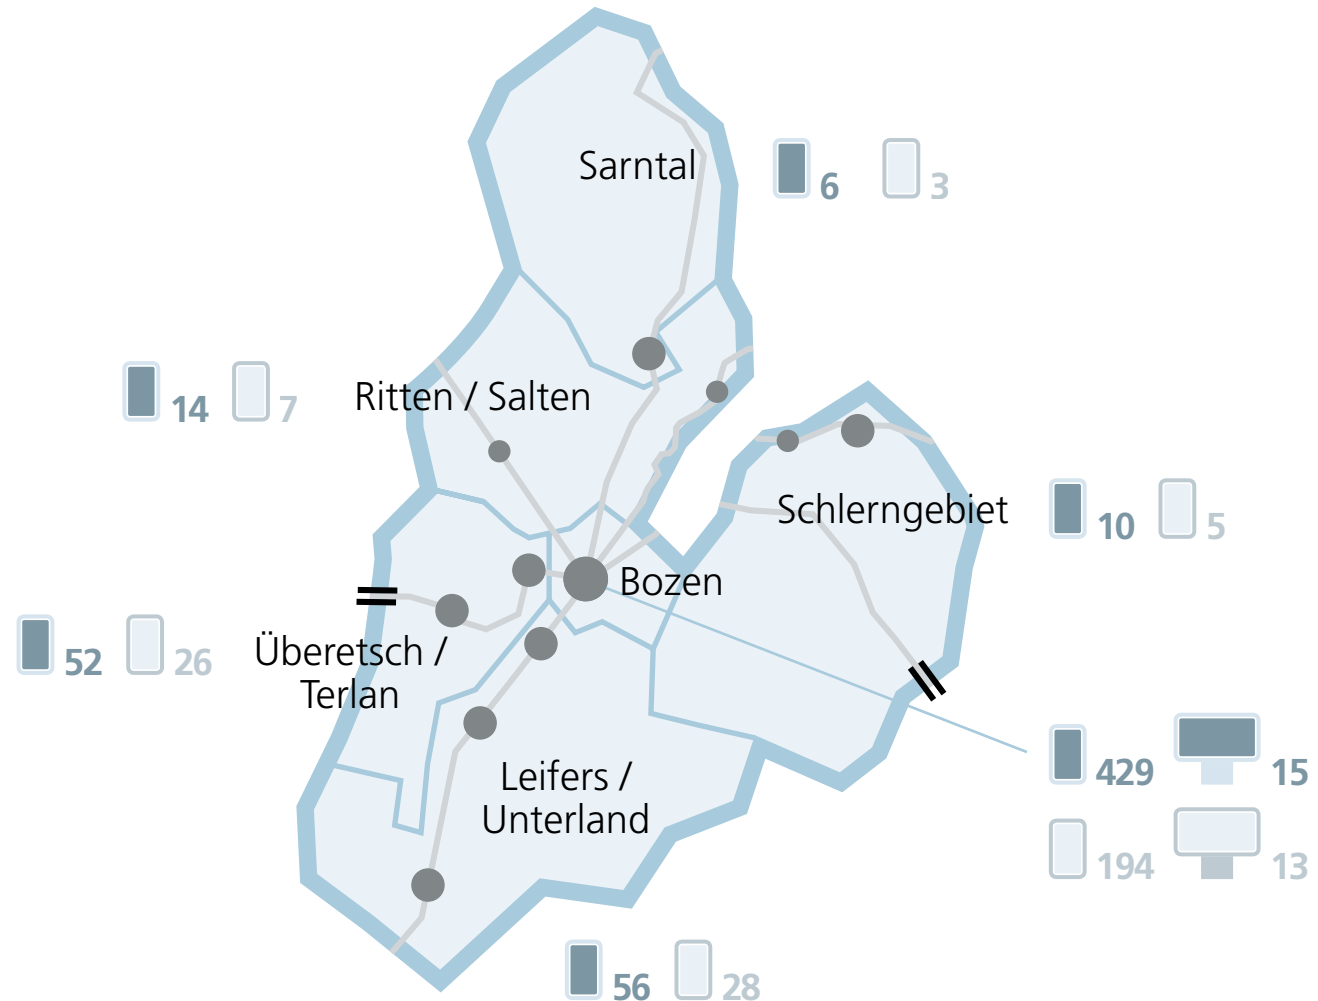 Sarntal
6 3
14 7
Ritten / Salten
Schlerngebiet
10 5
Bozen
52 26
Überetsch /
Terlan
Leifers /
Unterland
429 15
194 13
56 28